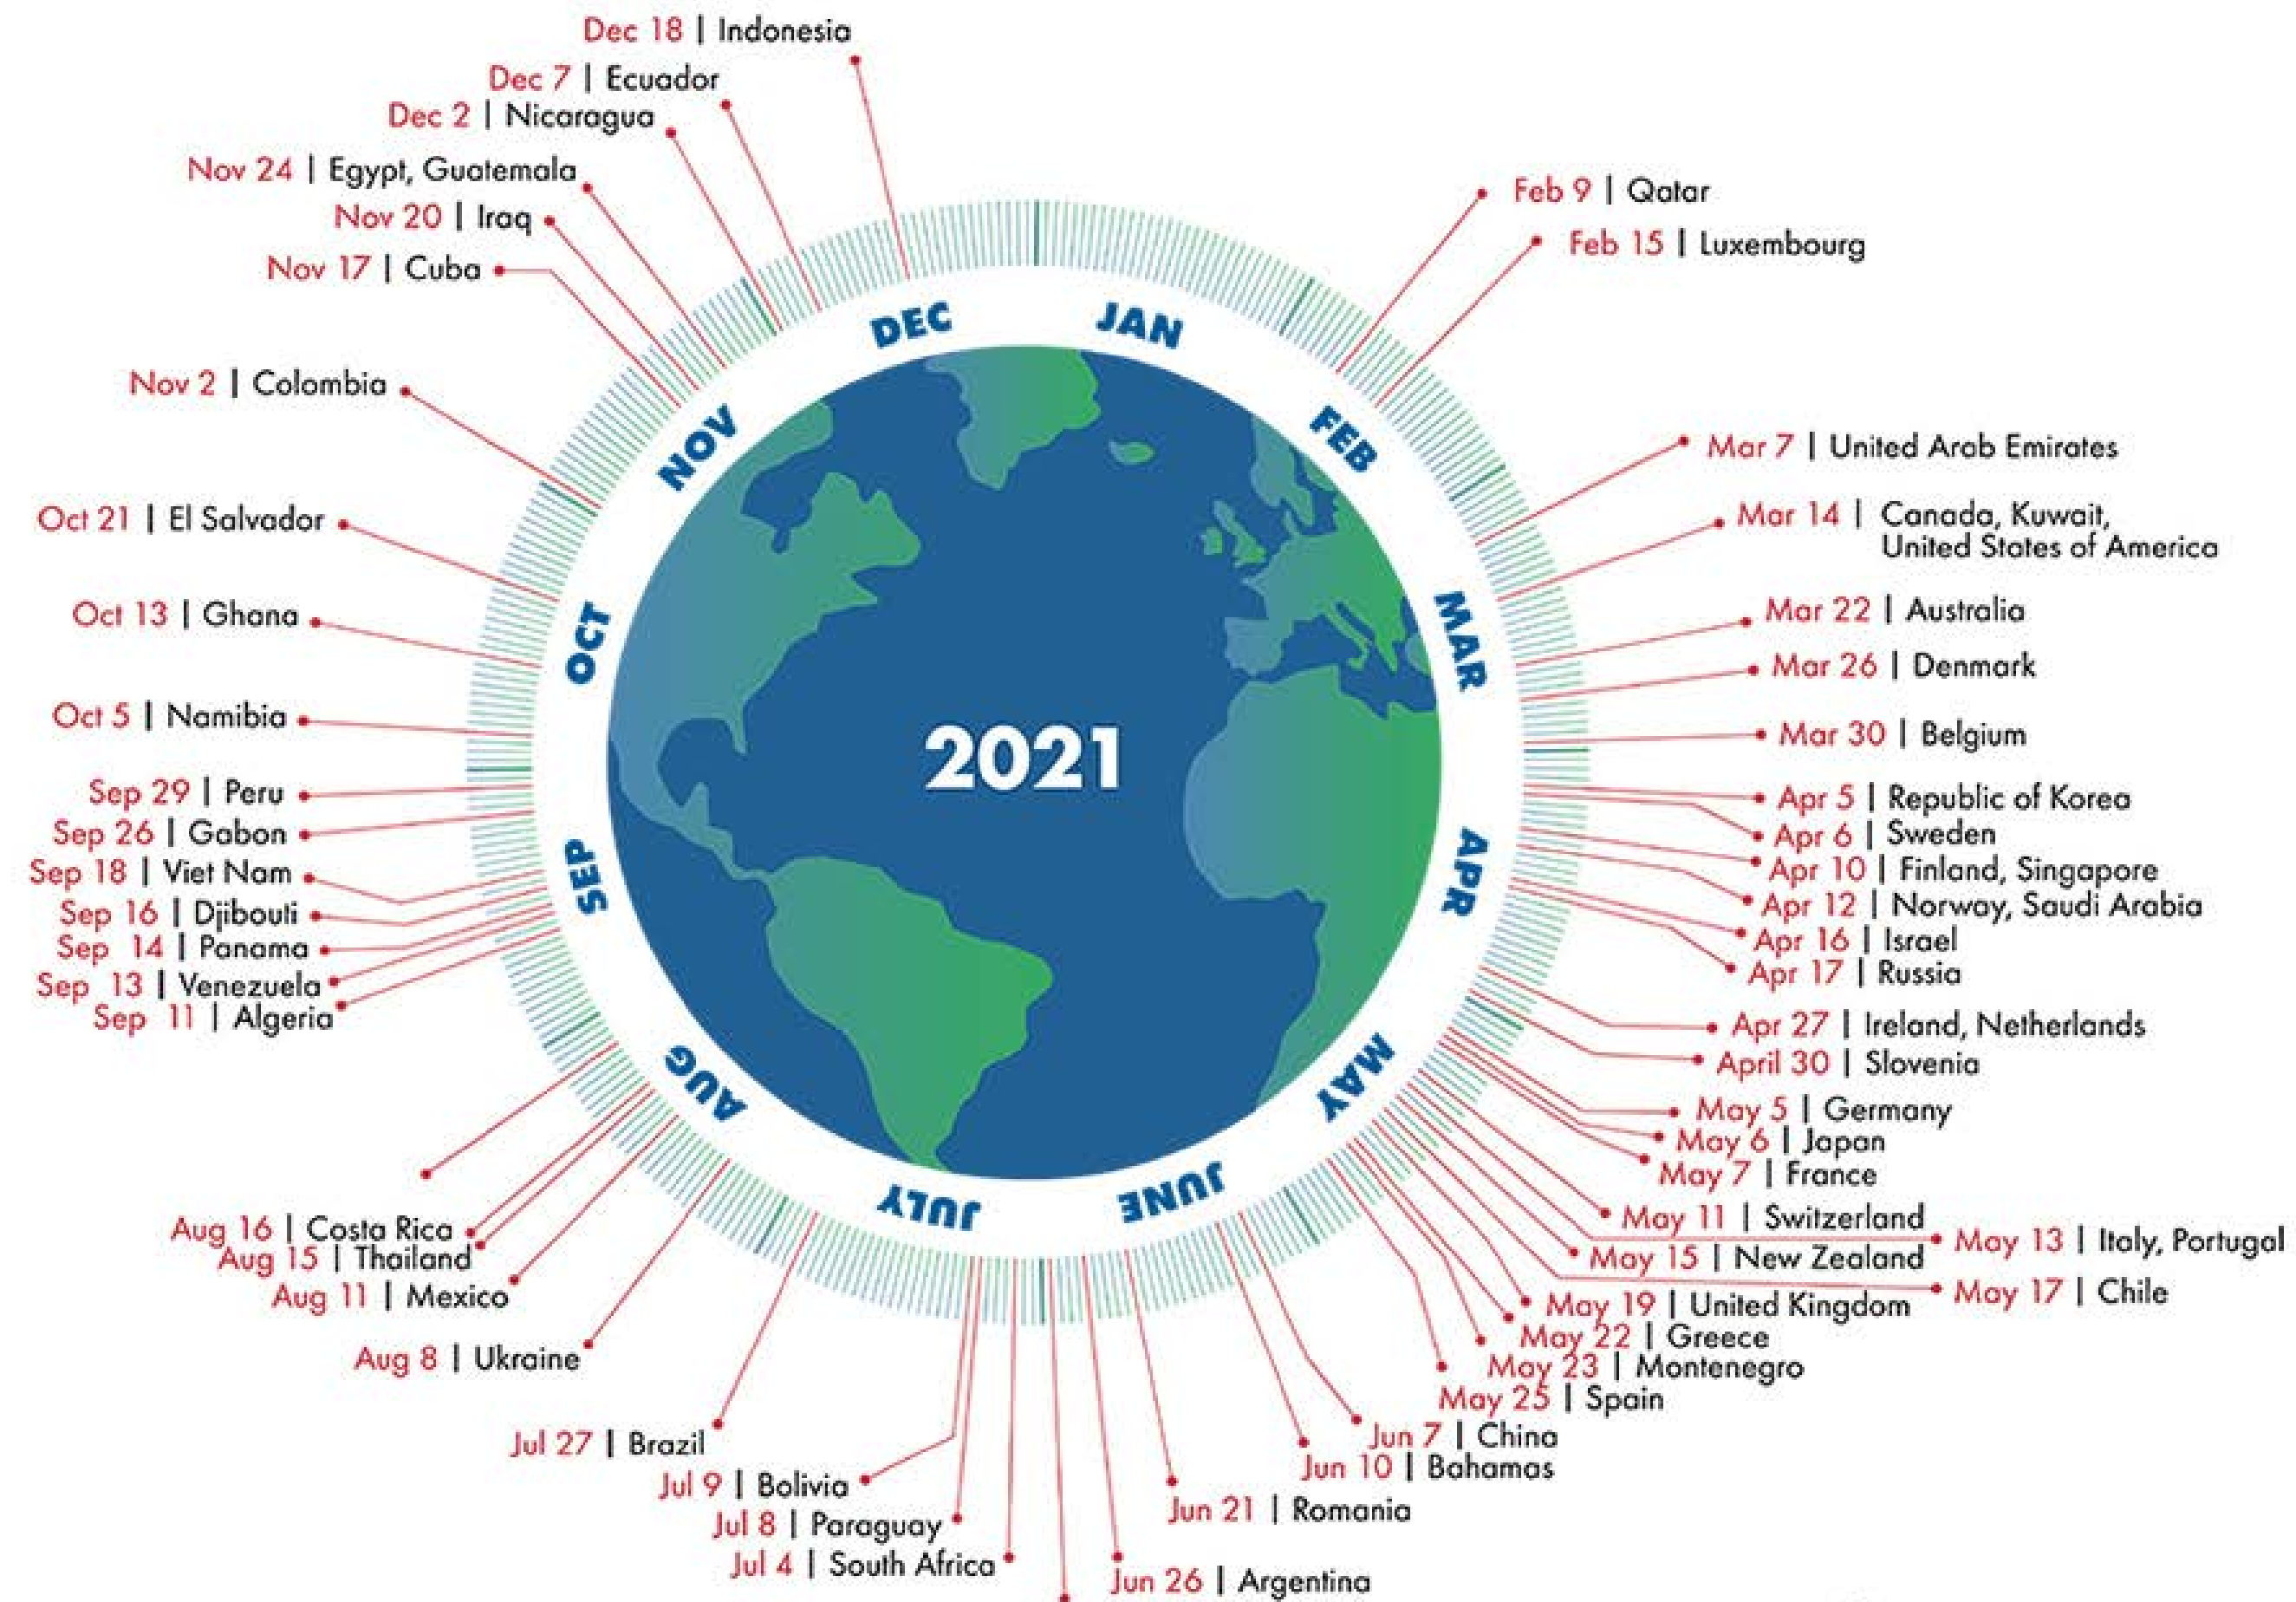 Dec 18 | Indonesia
Dec 7 | Ecuador
Dec 2 | Nicaragua
Nov 24 | Egypt, Guatemala
Nov 20 | Iraq
Nov 17 | Cuba
Nov 2 | Colombia
Oct 21 | El Salvador
Oct 13 | Ghana
Oct 5 | Namibia
Sep 29 | Peru
Sep 26 | Gabon
Sep 18 | Viet Nam
Sep 16 | Djibouti
Sep 14 | Panama
Sep 13 | Venezuela
Sep 11 | Algeria
Aug 16 | Costa Rica
Aug 15 | Thailand
Aug 11 | Mexico
Aug 8 | Ukraine
Jul 27 | Brazil
Jul 9 | Bolivia
Jul 8 | Paraguay
Jul 4 | South Africa
Feb 9 | Qatar
Feb 15 | Luxembourg
Mar 7 | United Arab Emirates
Mar 14 | Canada, Kuwait,
United States of America
Mar 22 | Australia
Mar 26 | Denmark
Mar 30 | Belgium
Apr 5 | Republic of Korea
Apr 6 | Sweden
Apr 10 | Finland, Singapore
Apr 12 | Norway, Saudi Arabia
Apr 16 | Israel
Apr 17 | Russia
Apr 27 | Ireland, Netherlands
April 30 | Slovenia
May 5 | Germany
May 6 | Japan
May 7 | France
May 11 | Switzerland
May 13 | Italy, Portugal
May 15 | New Zealand
May 17 | Chile
May 19 | United Kingdom
May 22 | Greece
May 23 | Montenegro
May 25 | Spain
Jun 7 | China
Jun 10 | Bahamas
Jun 21 | Romania
Jun 26 | Argentina
JAN
FEB
MAR
APR
MAY
JUNE
JULY
AUG
SEP
OCT
NOV
DEC
2021